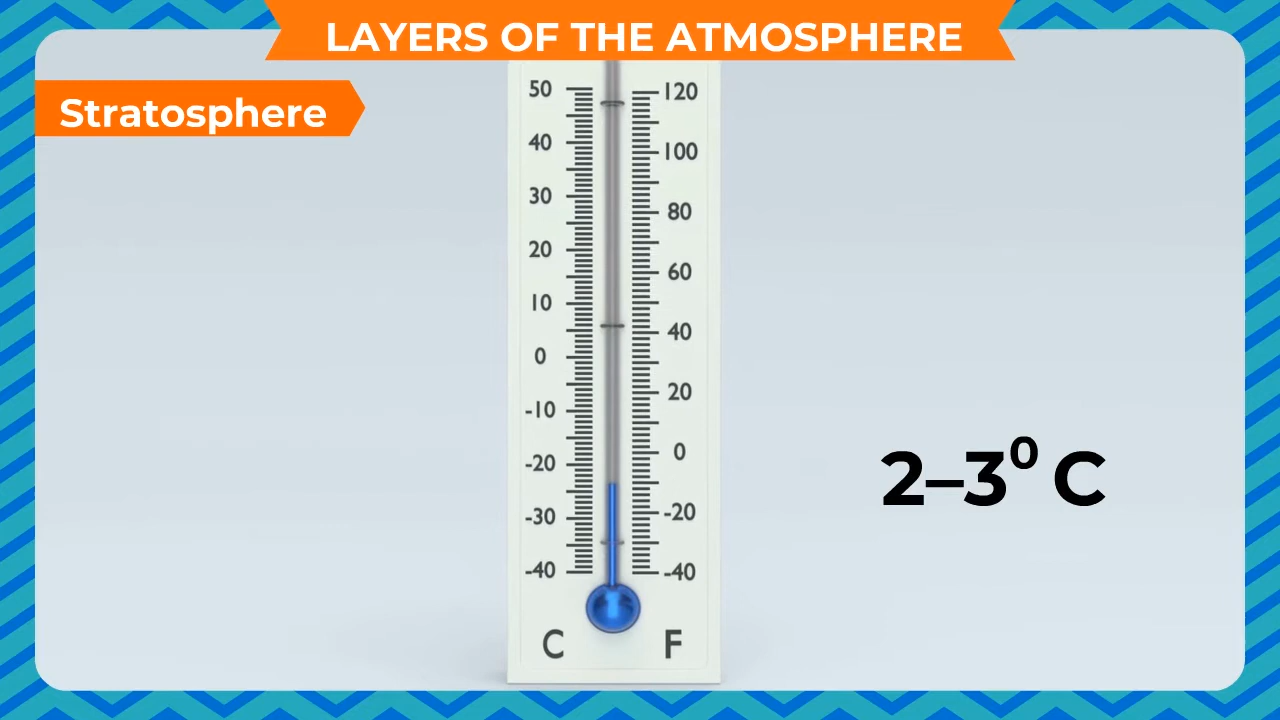 LAYERS OF THE ATMOSPHERE
Stratosphere
50 120
40 100
30 80
20 60
10 40
0 20
-10 0
-20 -20
-30 -40
-40
C F
2–3⁰ C